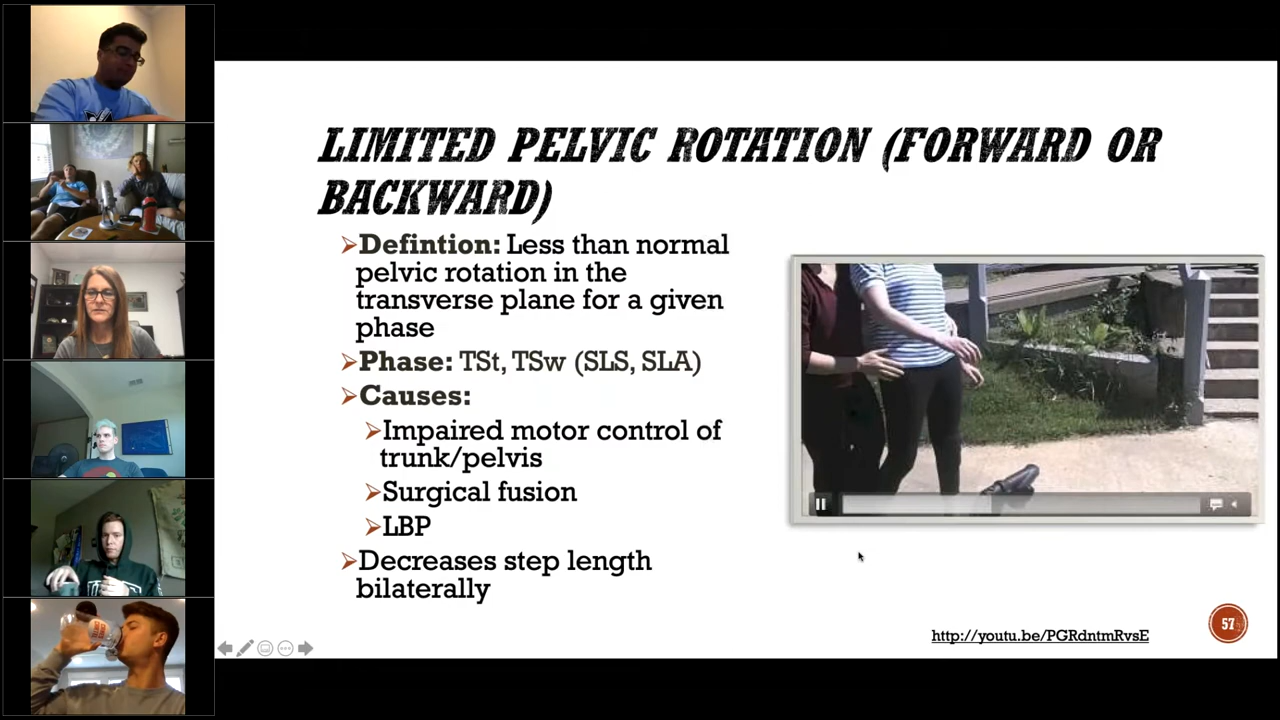 LIMITED PELVIC ROTATION (FORWARD OR
BACKWARD)
Defintion: Less than normal
pelvic rotation in the
transverse plane for a given
phase
Phase: TSt, TSw (SLS, SLA)
Causes:
Impaired motor control of
trunk/pelvis
Surgical fusion
LBP
Decreases step length
bilaterally
http://youtu.be/PGRdntmRvsE
57